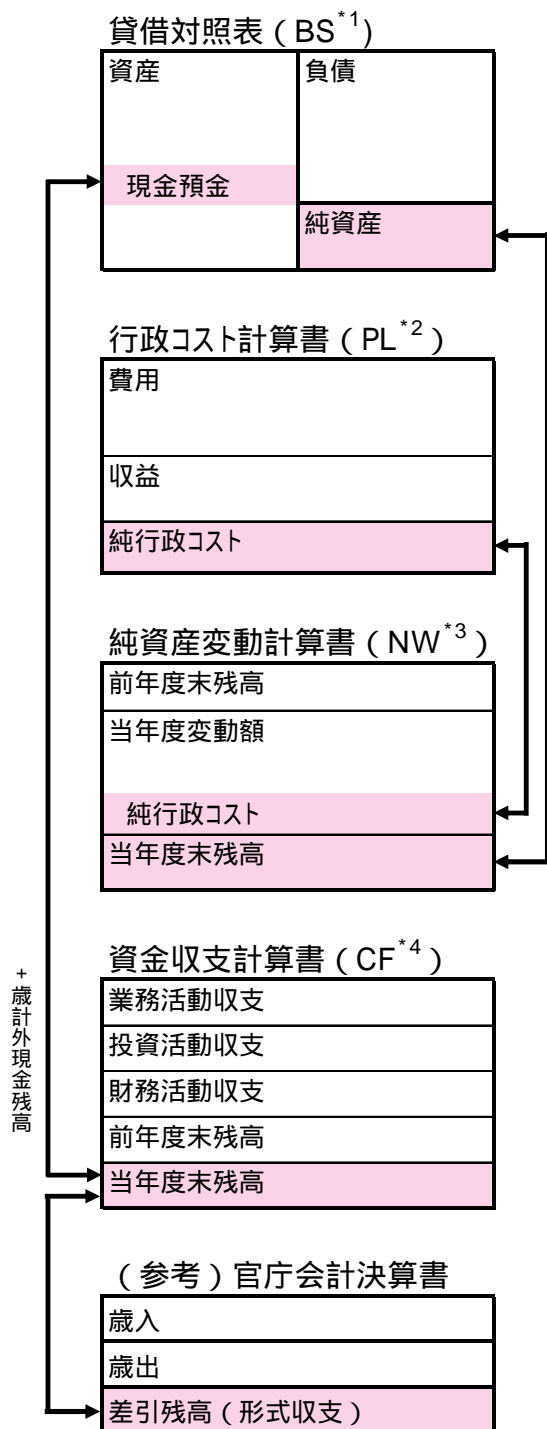 貸借対照表（BS*1）
資産
負債
現金預金
純資産
行政コスト計算書（PL*2）
費用
収益
純行政コスト
純資産変動計算書（NW*3）
前年度末残高
当年度変動額
純行政コスト
当年度末残高
+歳計外現金残高
資金収支計算書（CF*4）
業務活動収支
投資活動収支
財務活動収支
前年度末残高
当年度末残高
（参考）官庁会計決算書
歳入
歳出
差引残高（形式収支）